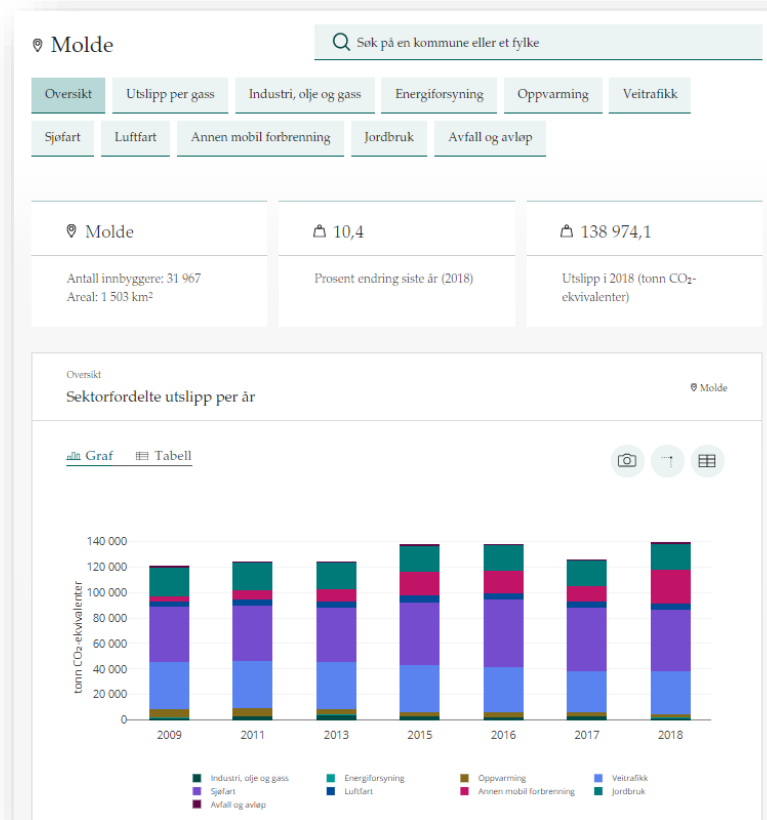 Molde
Søk på en kommune eller et fylke
Oversikt Utslipp per gass Industri, olje og gass Energiforsyning Oppvarming Veitrafikk
Sjøfart Luftfart Annen mobil forbrenning Jordbruk Avfall og avløp
Molde
Antall innbyggere: 31 967
Areal: 1 503 km²
10,4
Prosent endring siste år (2018)
138 974,1
Utslipp i 2018 (tonn CO₂-
ekvivalenter)
Oversikt
Sektorfordelte utslipp per år
Molde
Graf Tabell
tonn CO₂-ekvivalenter
140 000
120 000
100 000
80 000
60 000
40 000
20 000
0
2009 2011 2013 2015 2016 2017 2018
Industri, olje og gass Energiforsyning Oppvarming Veitrafikk
Sjøfart Luftfart Annen mobil forbrenning Jordbruk
Avfall og avløp